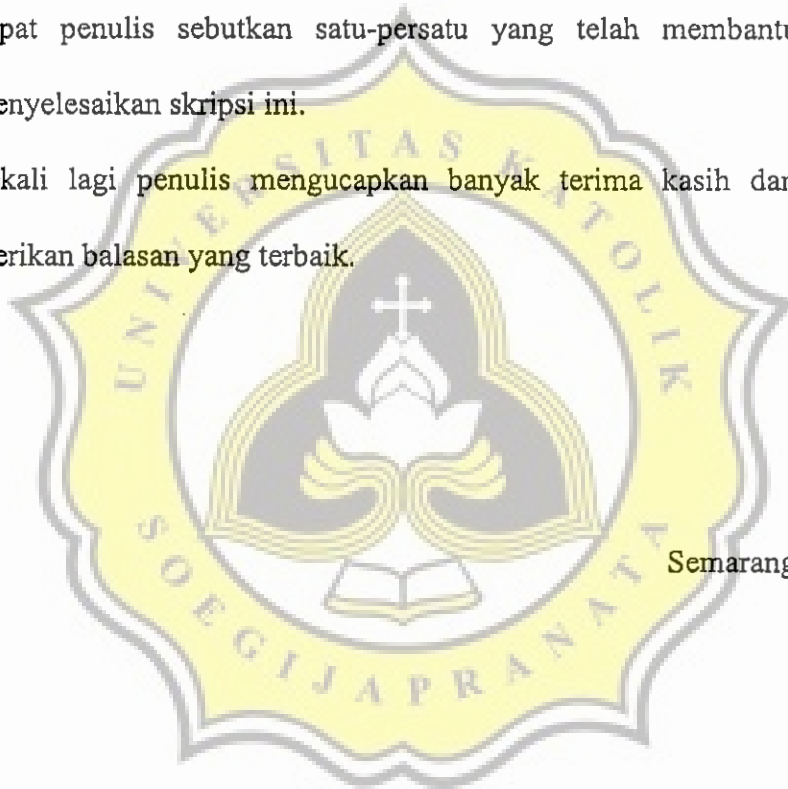 pat penulis sebutkan satu-persatu yang telah membantu
enyelesaikan skripsi ini.
kali lagi penulis mengucapkan banyak terima kasih dan
erikan balasan yang terbaik.
UNIVERSITAS KATOLIK
Semarang
SOEGIJAPRANATA